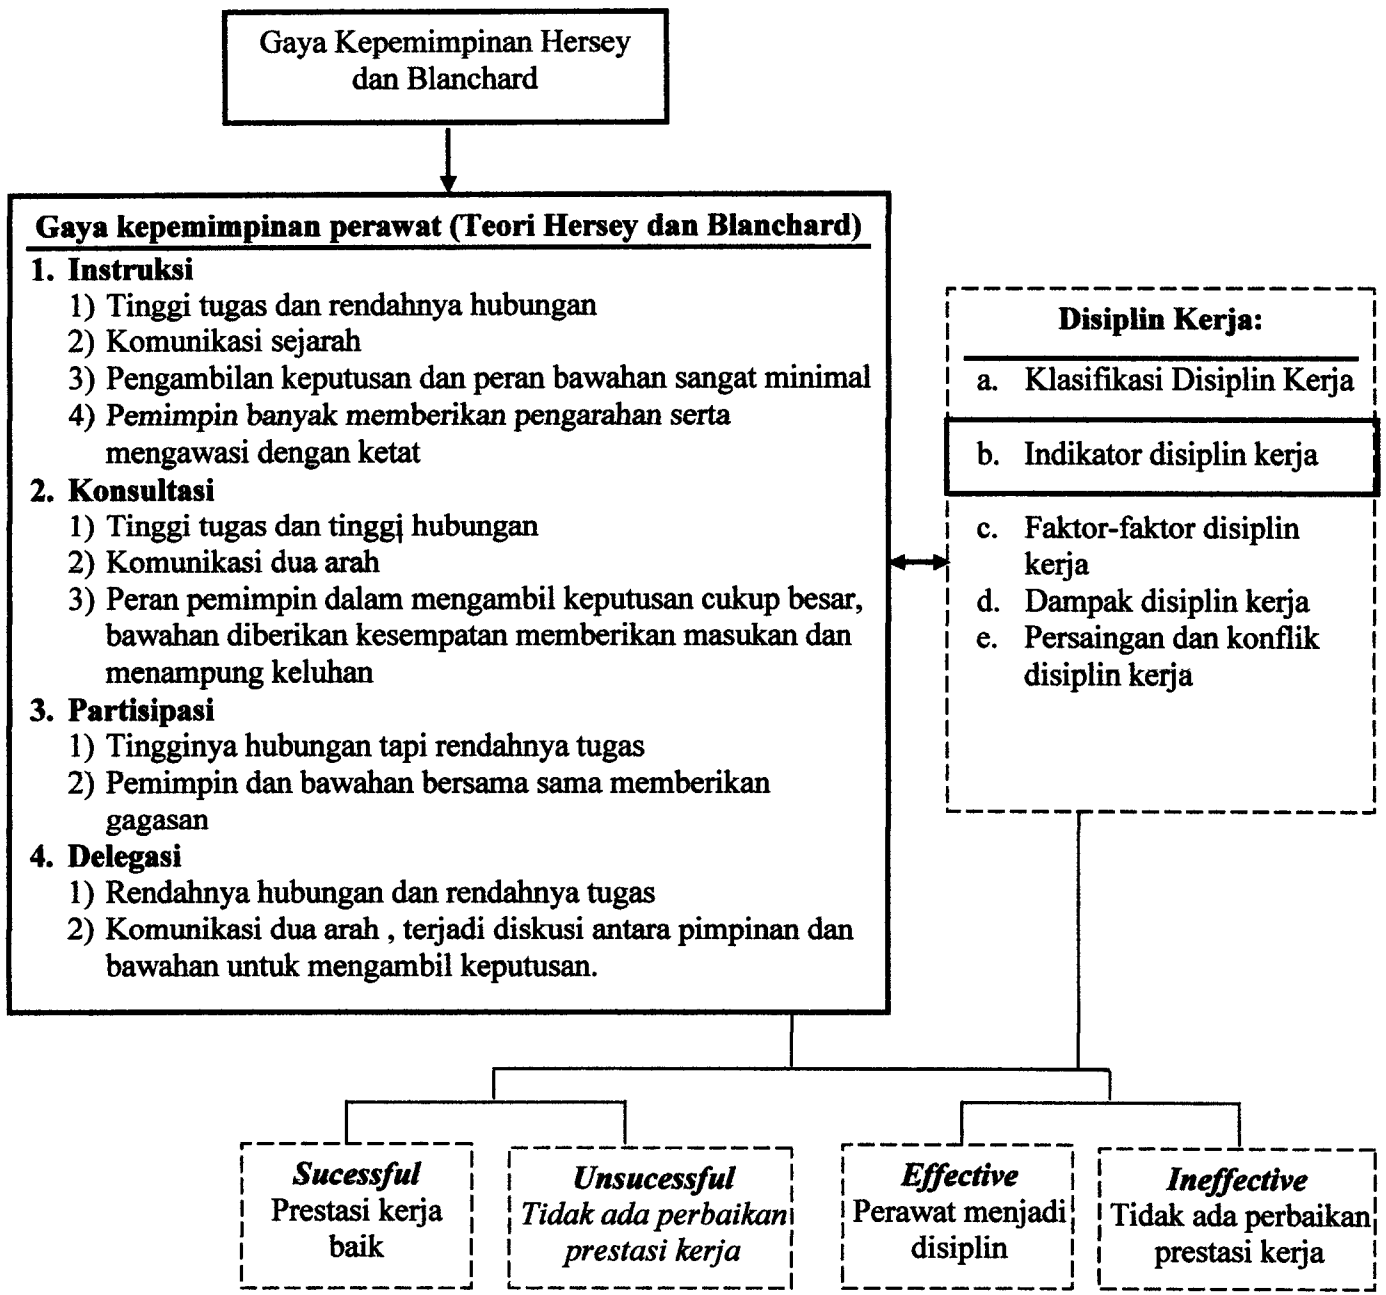 Gaya Kepemimpinan Hersey
dan Blanchard
Gaya kepemimpinan perawat (Teori Hersey dan Blanchard)
1. Instruksi
1) Tinggi tugas dan rendahnya hubungan
2) Komunikasi sejarah
3) Pengambilan keputusan dan peran bawahan sangat minimal
4) Pemimpin banyak memberikan pengarahan serta
mengawasi dengan ketat
2. Konsultasi
1) Tinggi tugas dan tinggi hubungan
2) Komunikasi dua arah
3) Peran pemimpin dalam mengambil keputusan cukup besar,
bawahan diberikan kesempatan memberikan masukan dan
menampung keluhan
3. Partisipasi
1) Tingginya hubungan tapi rendahnya tugas
2) Pemimpin dan bawahan bersama sama memberikan
gagasan
4. Delegasi
1) Rendahnya hubungan dan rendahnya tugas
2) Komunikasi dua arah , terjadi diskusi antara pimpinan dan
bawahan untuk mengambil keputusan.
Disiplin Kerja:
a. Klasifikasi Disiplin Kerja
b. Indikator disiplin kerja
c. Faktor-faktor disiplin
kerja
d. Dampak disiplin kerja
e. Persaingan dan konflik
disiplin kerja
Sucessful
Prestasi kerja
baik
Unsucessful
Tidak ada perbaikan
prestasi kerja
Effective
Perawat menjadi
disiplin
Ineffective
Tidak ada perbaikan
prestasi kerja